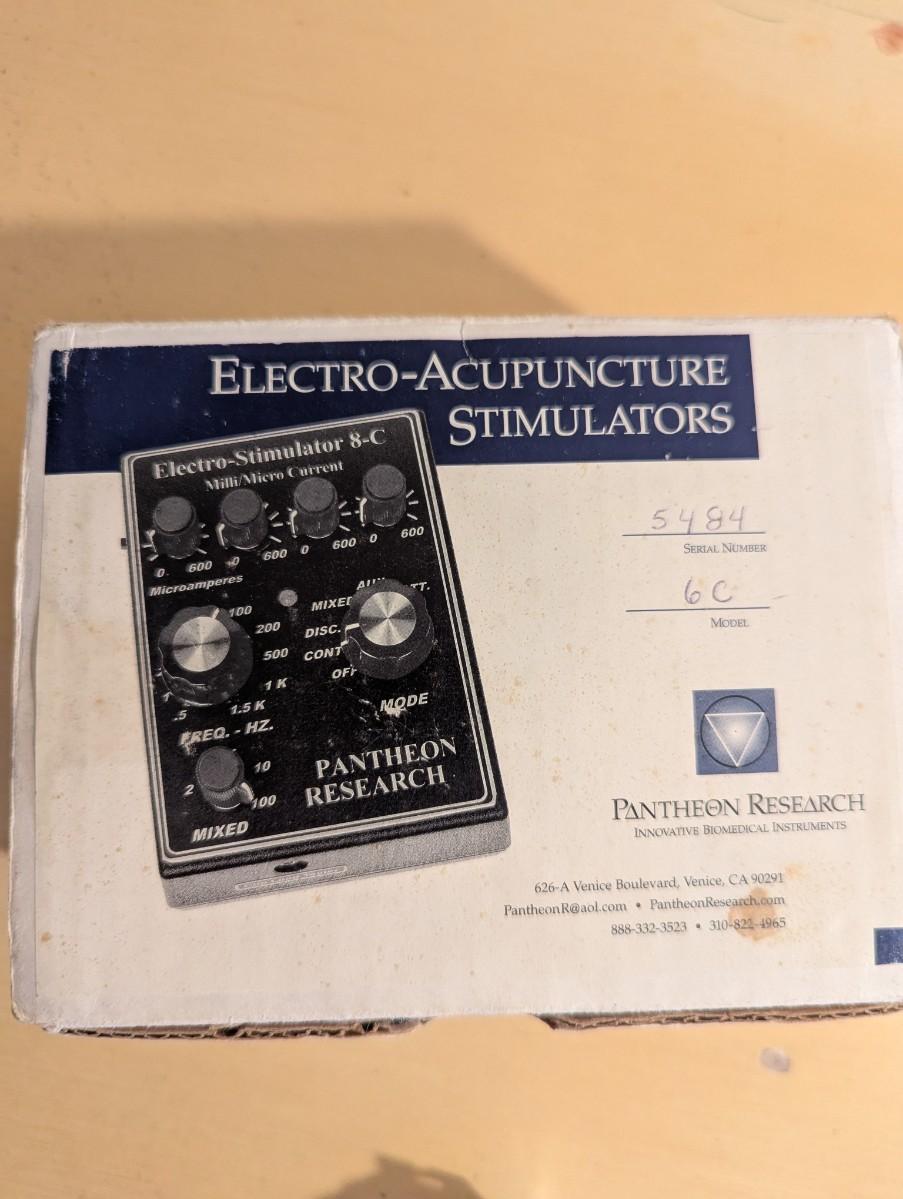 ELECTRO-ACUPUNCTURE
STIMULATORS
Electro-Stimulator 8-C
Milli/Micro Current
0 600 0 600 0 600 0 600
Microamperes
100
200
500
1 K
1.5 K
.5
1
FREQ. - HZ.
MIXED
DISC.
CONT
OFF
MODE
2
10
100
MIXED
PANTHEON
RESEARCH
5484
SERIAL NUMBER
6C
MODEL
PANTHEON RESEARCH
INNOVATIVE BIOMEDICAL INSTRUMENTS
626-A Venice Boulevard, Venice, CA 90291
PantheonR@aol.com • PantheonResearch.com
888-332-3523 • 310-822-4965